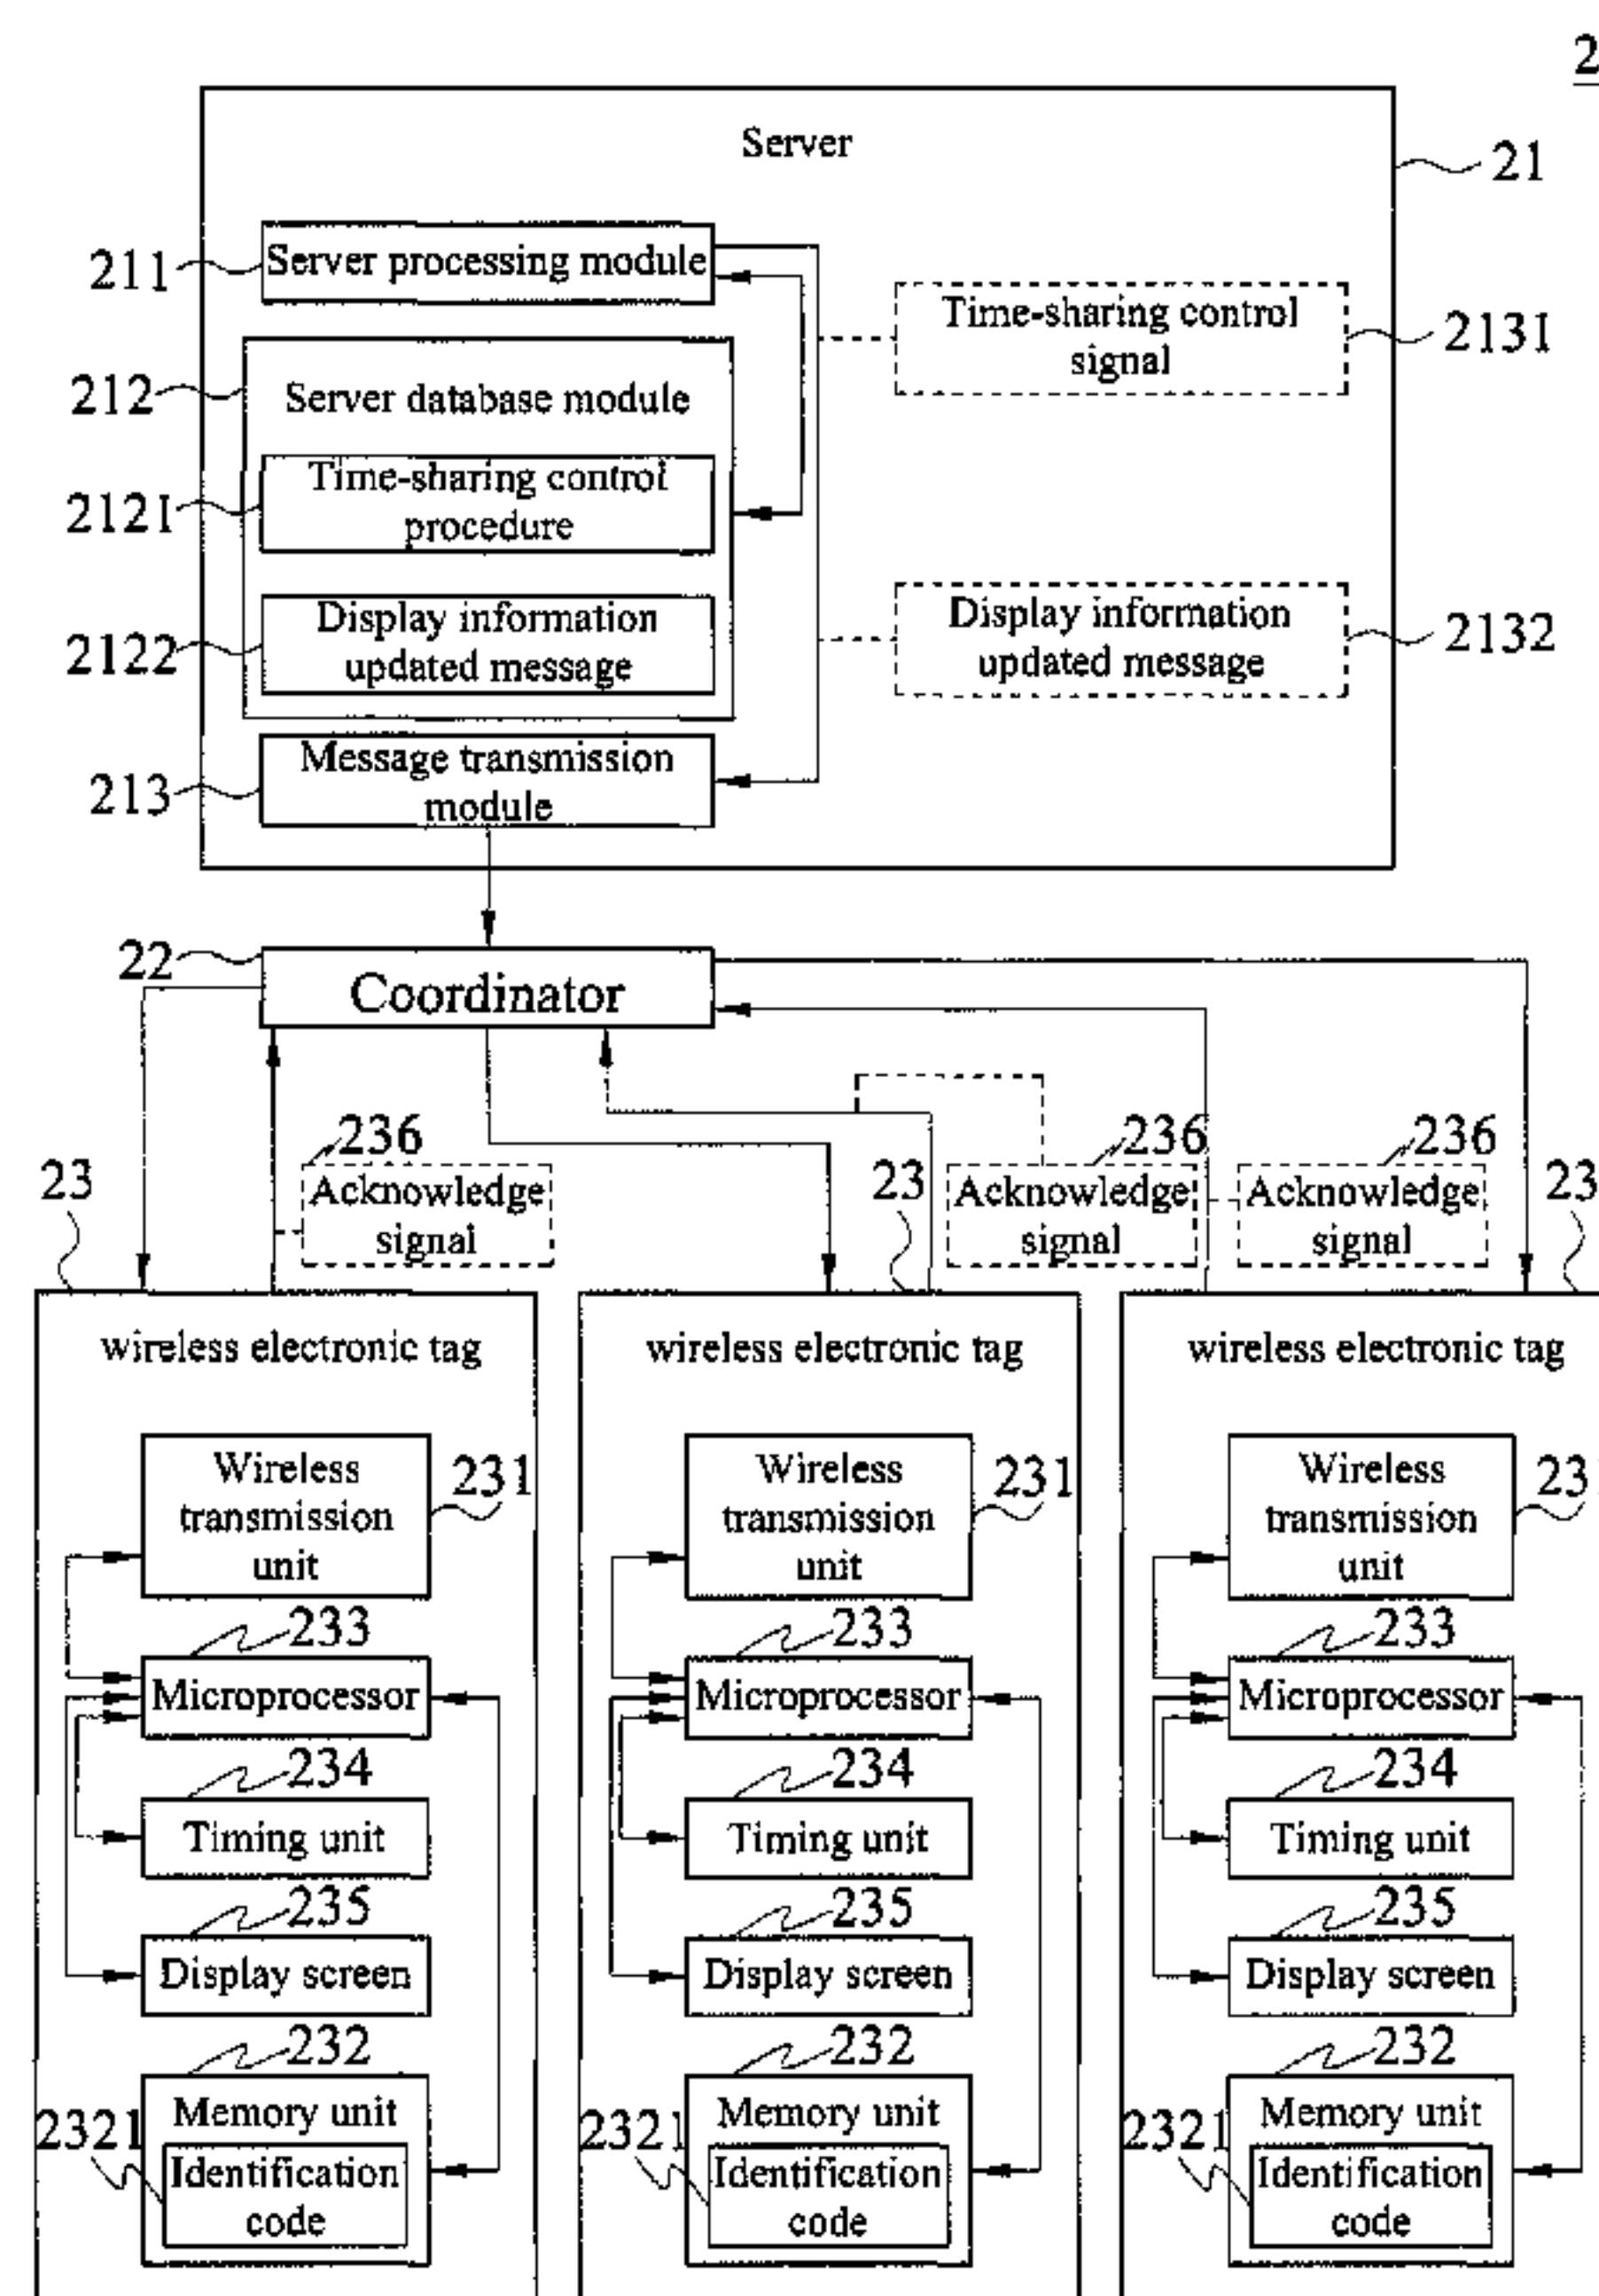 2
Server
21
211
Server processing module
Time-sharing control
signal
2131
212
Server database module
2121
Time-sharing control
procedure
2122
Display information
updated message
Display information
updated message
2132
213
Message transmission
module
22
Coordinator
23
236
Acknowledge
signal
23
236
Acknowledge
signal
236
Acknowledge
signal
23
wireless electronic tag
Wireless
transmission
unit
231
233
Microprocessor
234
Timing unit
235
Display screen
232
Memory unit
2321
Identification
code
wireless electronic tag
Wireless
transmission
unit
231
233
Microprocessor
234
Timing unit
235
Display screen
232
Memory unit
2321
Identification
code
wireless electronic tag
Wireless
transmission
unit
231
233
Microprocessor
234
Timing unit
235
Display screen
232
Memory unit
2321
Identification
code